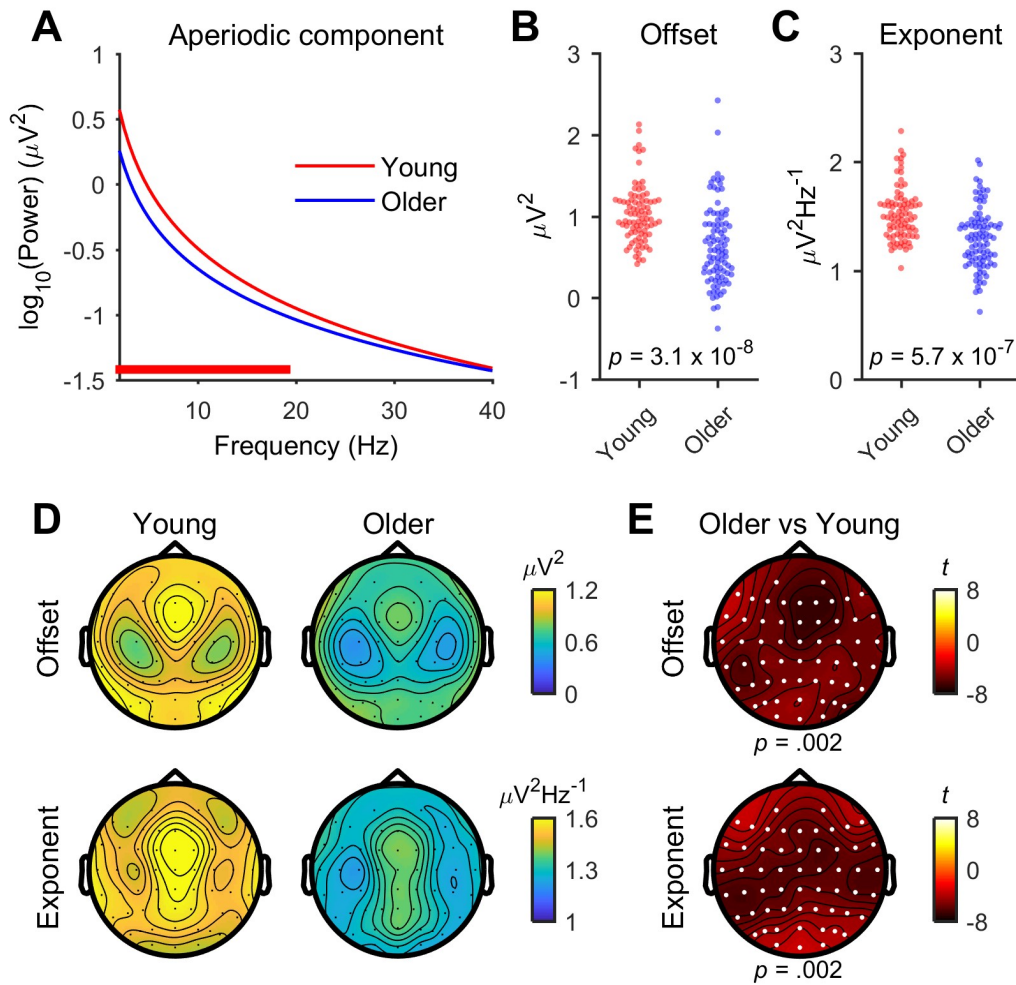 A
Aperiodic component
log10(Power) (μV²)
1
0.5
0
-0.5
-1
-1.5
10
20
30
40
Frequency (Hz)
Young
Older
B
Offset
μV²
3
2
1
0
-1
p = 3.1 x 10⁻⁸
Young
Older
C
Exponent
μV²Hz⁻¹
3
2
1
0
p = 5.7 x 10⁻⁷
Young
Older
D
Young
Older
Offset
μV²
1.2
0.6
0
Exponent
μV²Hz⁻¹
1.6
1.3
1
E
Older vs Young
Offset
t
8
0
-8
p = .002
Exponent
t
8
0
-8
p = .002